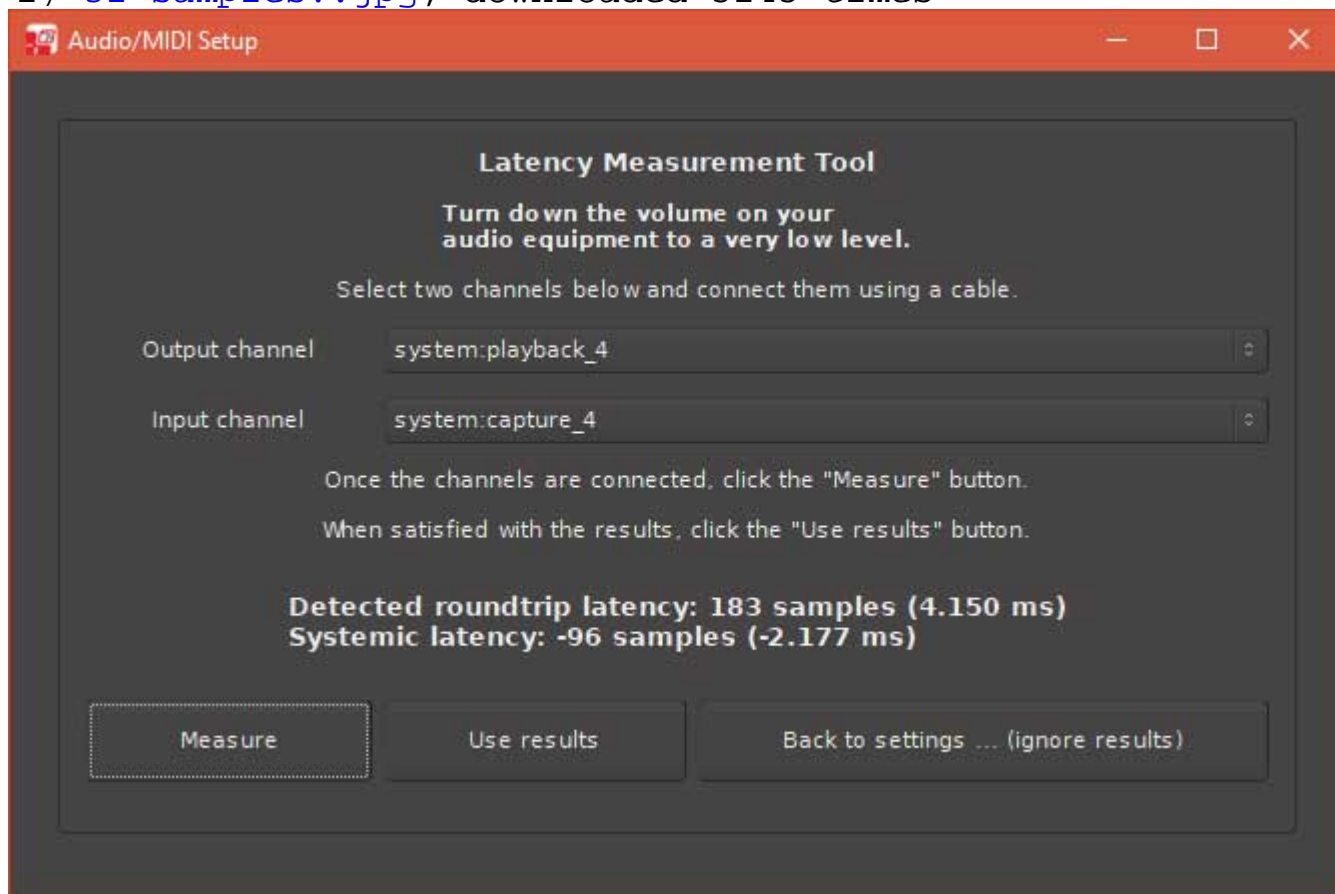 Audio/MIDI Setup
Latency Measurement Tool
Turn down the volume on your
audio equipment to a very low level.
Select two channels below and connect them using a cable.
Output channel system:playback_4
Input channel system:capture_4
Once the channels are connected, click the "Measure" button.
When satisfied with the results, click the "Use results" button.
Detected roundtrip latency: 183 samples (4.150 ms)
Systemic latency: -96 samples (-2.177 ms)
Measure Use results Back to settings ... (ignore results)